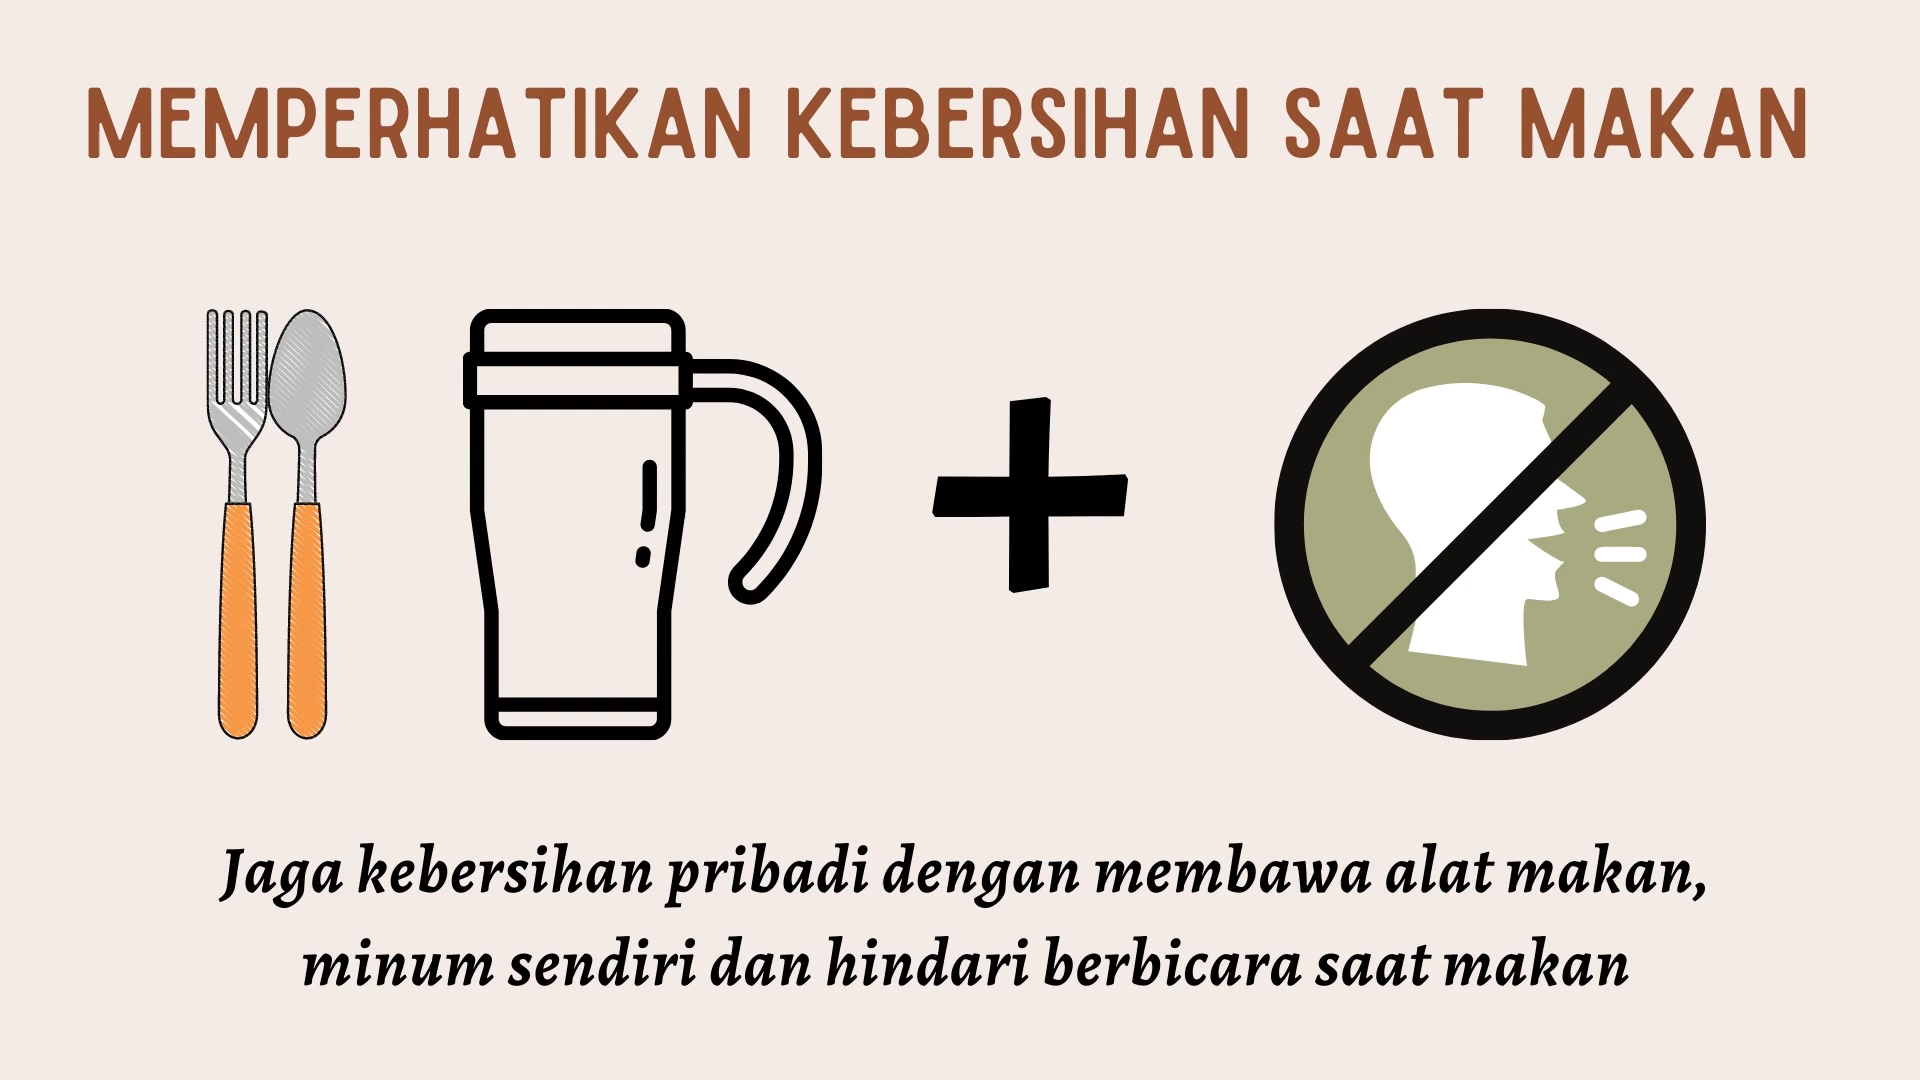 MEMPERHATIKAN KEBERSIHAN SAAT MAKAN
Jaga kebersihan pribadi dengan membawa alat makan,
minum sendiri dan hindari berbicara saat makan